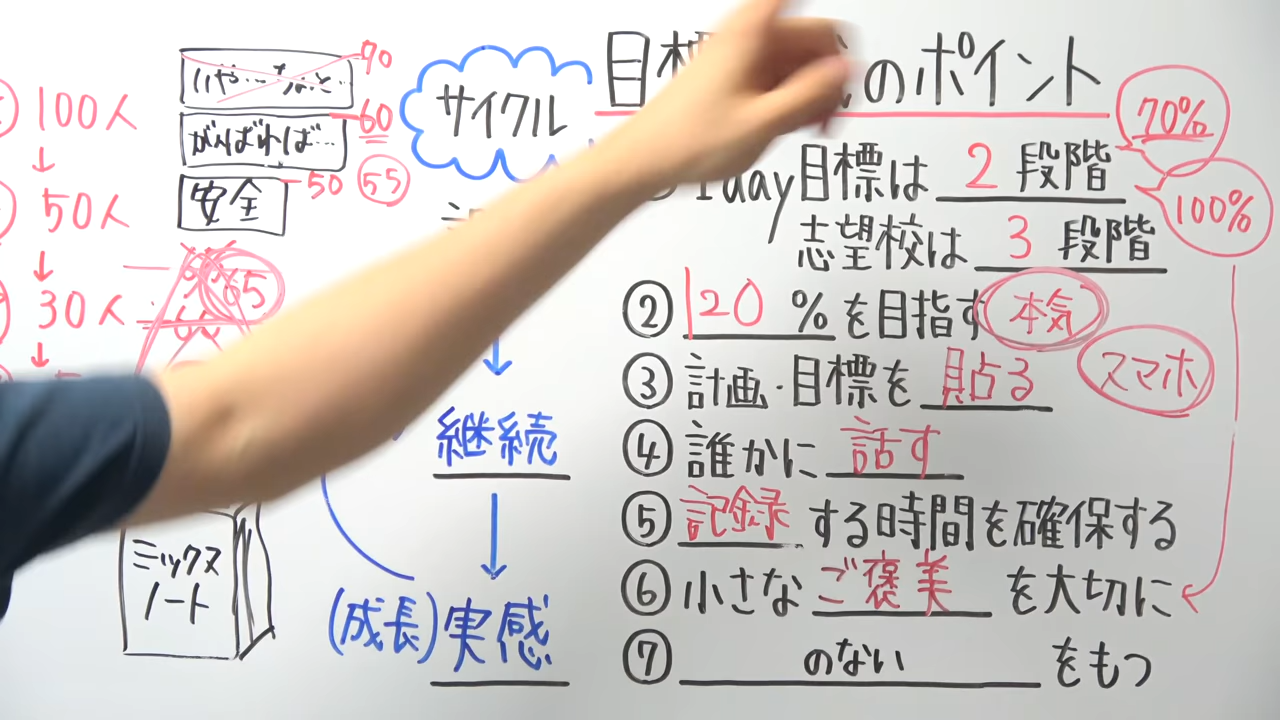 100人
↓
50人
↓
30人
↓
いや…なと…
90
がんばれば…
60
安全
50
55
65
サイクル
継続
↓
(成長)実感
ミックス
ノート
目標のポイント
70%
1day目標は 2 段階
100%
志望校は 3 段階
② 120 %を目指す 本気
③ 計画・目標を 貼る スマホ
④ 誰かに 話す
⑤ 記録 する時間を確保する
⑥ 小さな ご褒美 を大切に
⑦ のない をもつ